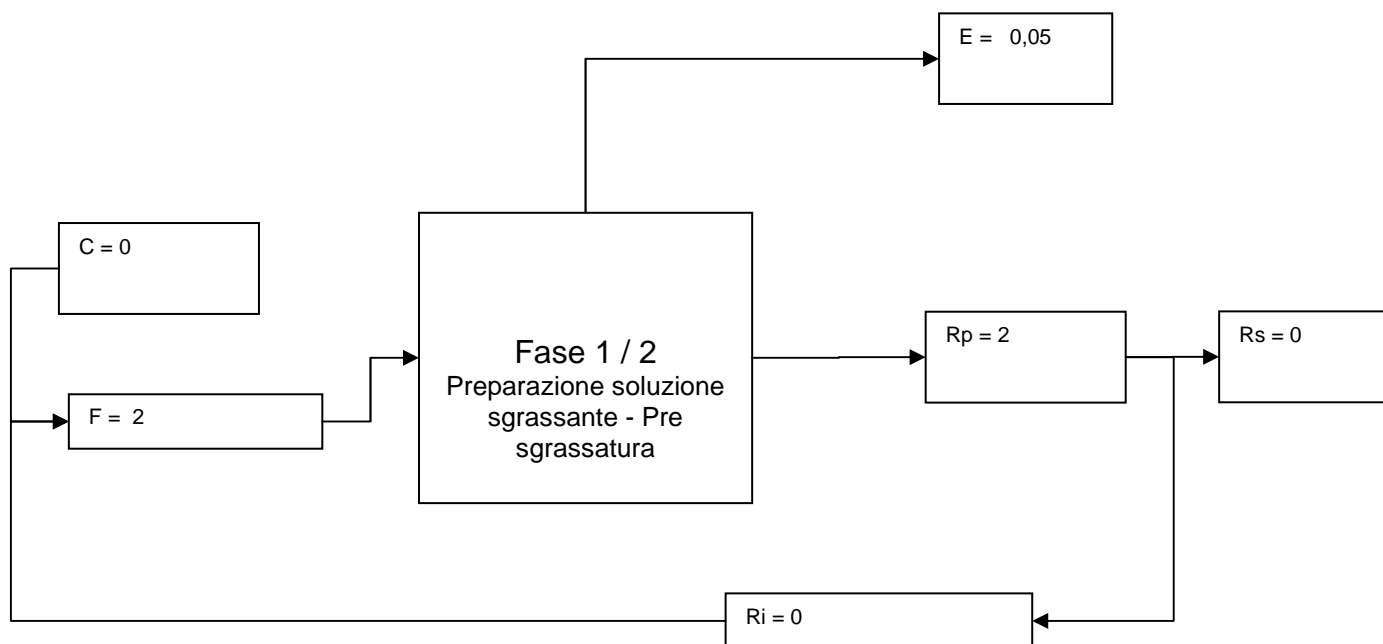 E = 0,05
C = 0
Fase 1 / 2
Preparazione soluzione
sgrassante - Pre
sgrassatura
Rp = 2
Rs = 0
F = 2
Ri = 0